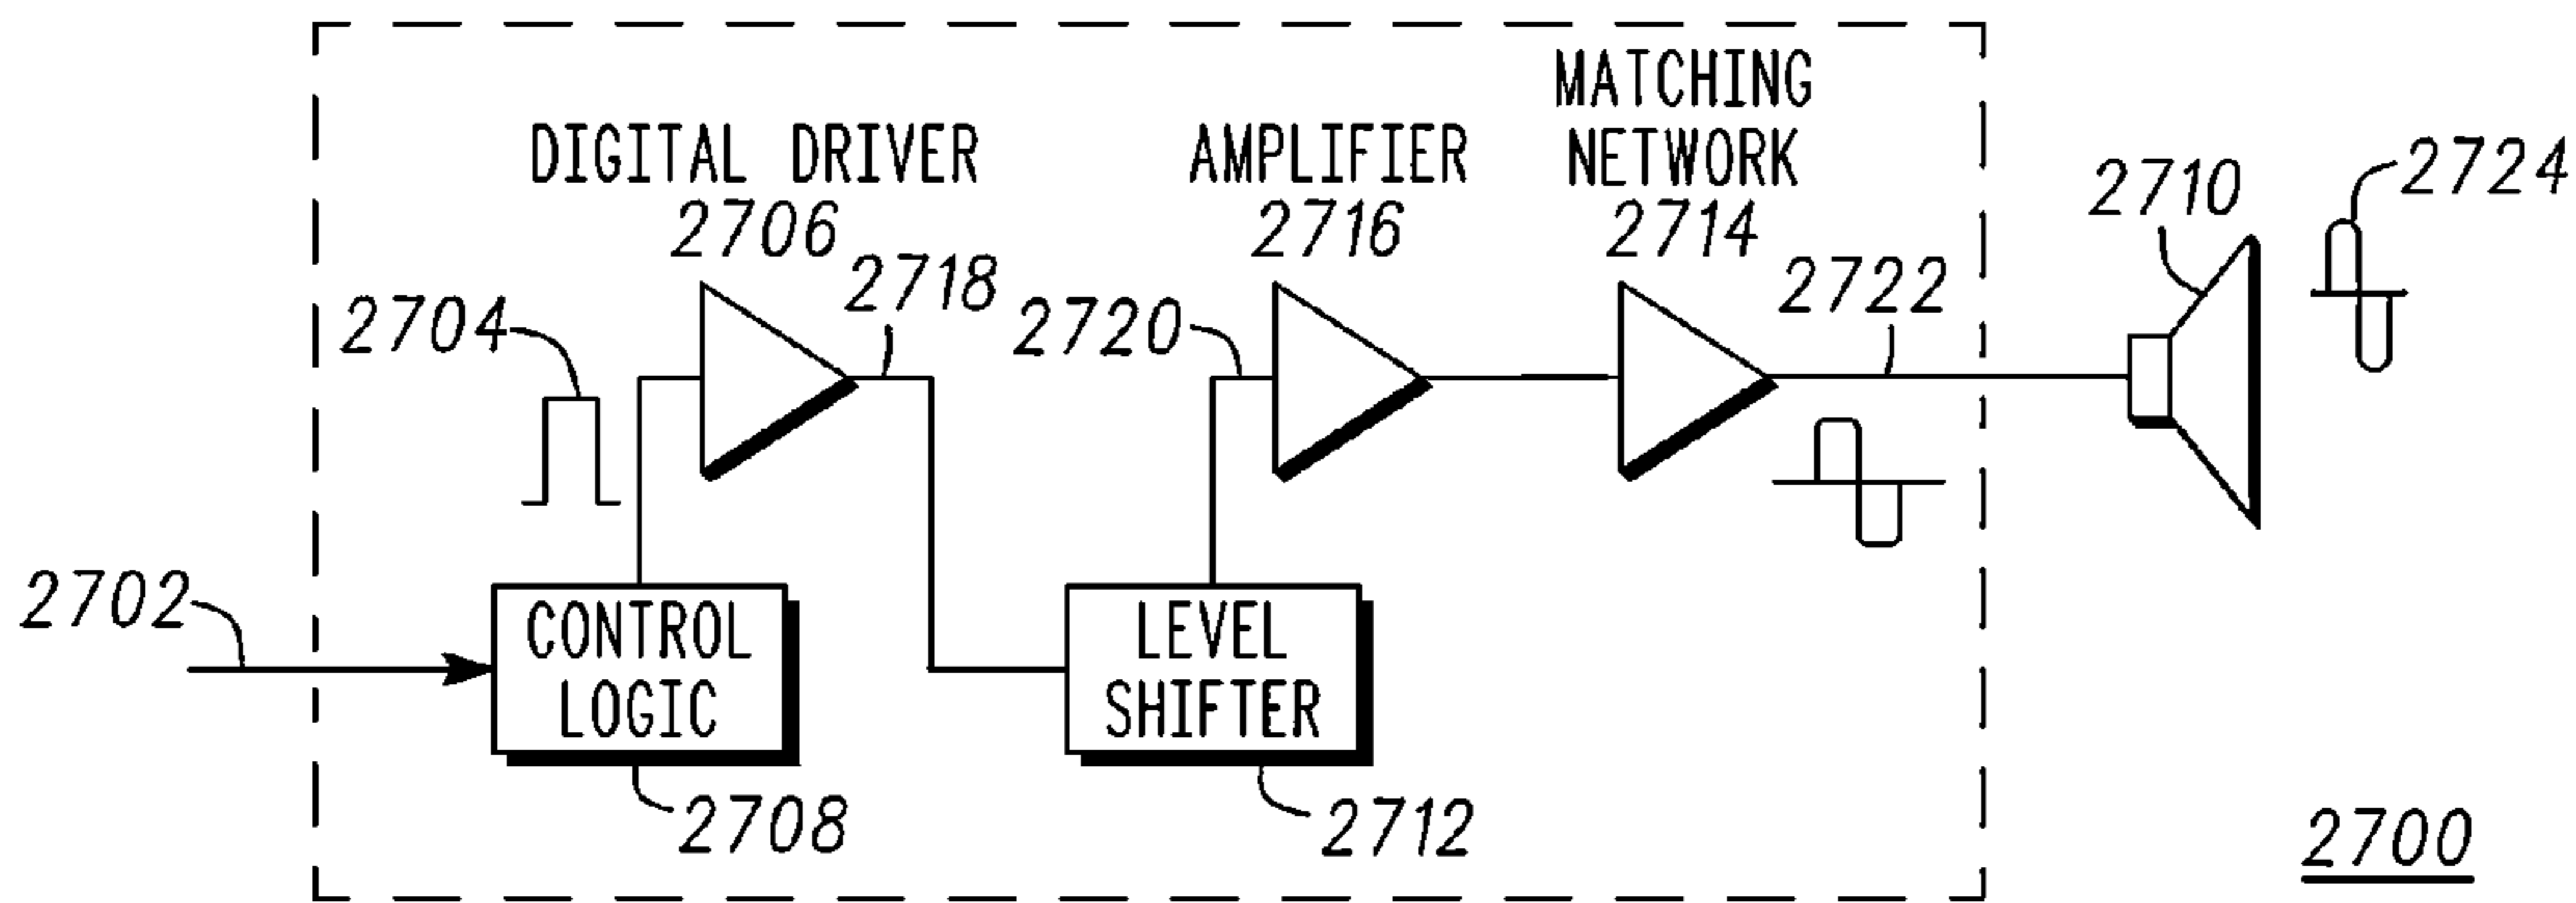 MATCHING
DIGITAL DRIVER
AMPLIFIER
NETWORK
2706
2716
2714
2710
2724
2704
2718
2720
2722
2702
CONTROL
LOGIC
LEVEL
SHIFTER
2708
2712
2700